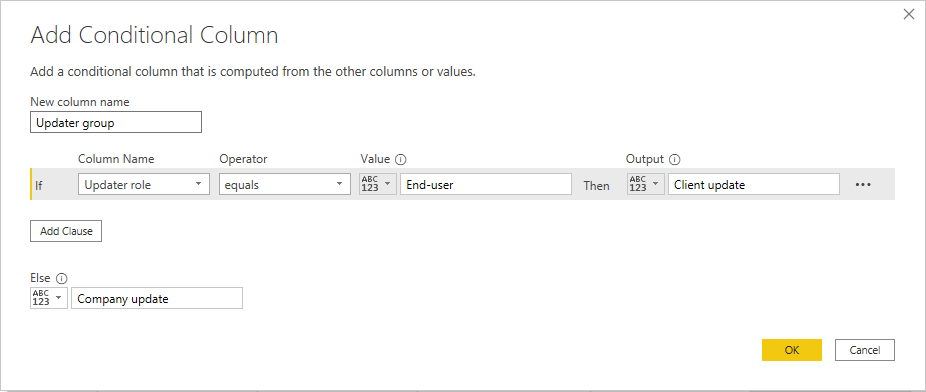 Add Conditional Column
Add a conditional column that is computed from the other columns or values.
New column name
Updater group
Column Name Operator Value Output
If Updater role equals ABC 123 End-user Then ABC 123 Client update ...
Add Clause
Else
ABC 123 Company update
OK Cancel